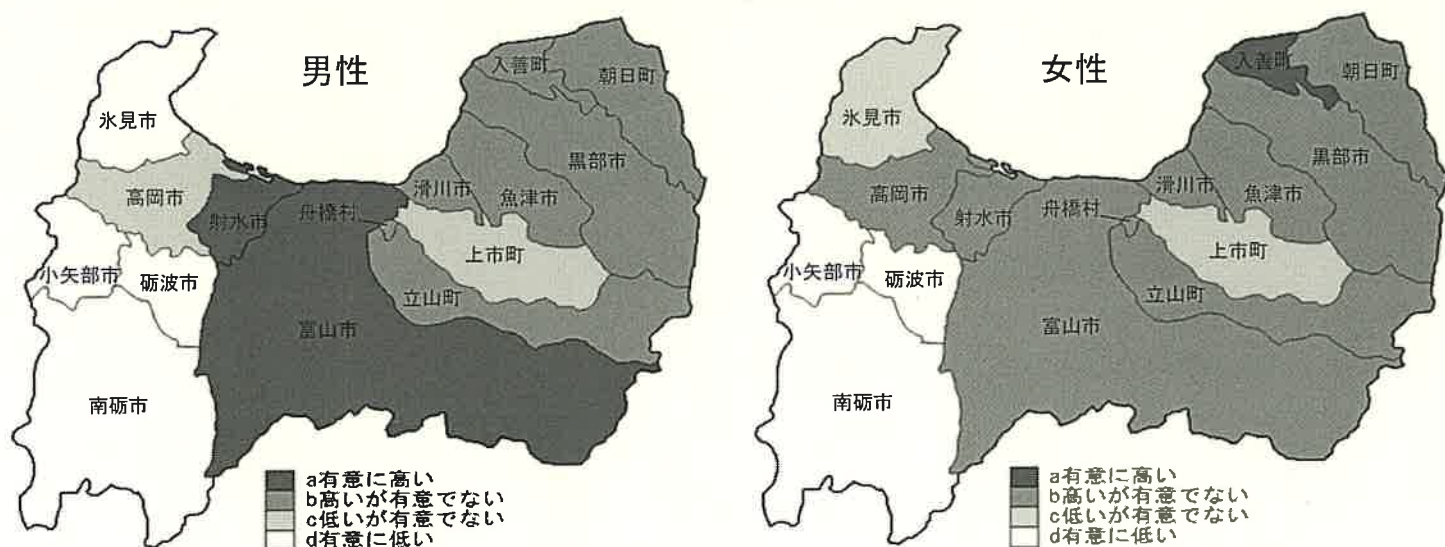 男性
入善町
朝日町
氷見市
黒部市
高岡市
滑川市
魚津市
射水市
舟橋村
上市町
小矢部市
砺波市
立山町
富山市
南砺市
a有意に高い
b高いが有意でない
c低いが有意でない
d有意に低い
女性
入善町
朝日町
氷見市
黒部市
高岡市
滑川市
魚津市
射水市
舟橋村
上市町
小矢部市
砺波市
立山町
富山市
南砺市
a有意に高い
b高いが有意でない
c低いが有意でない
d有意に低い